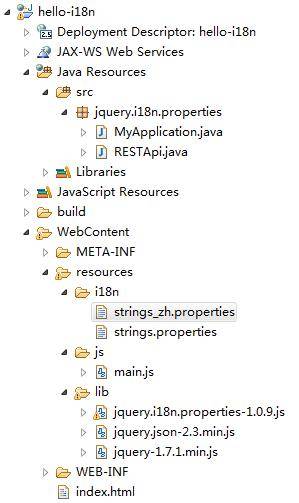 hello-i18n
Deployment Descriptor: hello-i18n
JAX-WS Web Services
Java Resources
src
jquery.i18n.properties
MyApplication.java
RESTApi.java
Libraries
JavaScript Resources
build
WebContent
META-INF
resources
i18n
strings_zh.properties
strings.properties
js
main.js
lib
jquery.i18n.properties-1.0.9.js
jquery.json-2.3.min.js
jquery-1.7.1.min.js
WEB-INF
index.html